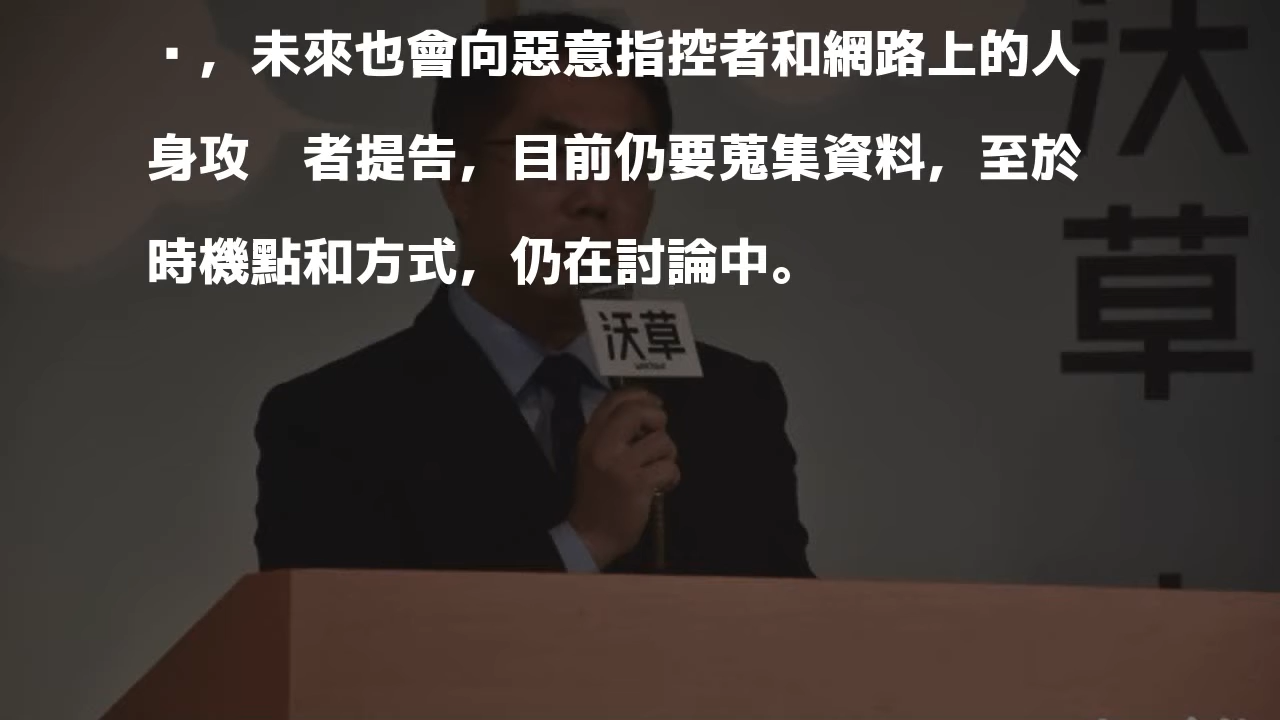 ·，未來也會向惡意指控者和網路上的人
身攻　者提告，目前仍要蒐集資料，至於
時機點和方式，仍在討論中。
沃草
沃
草